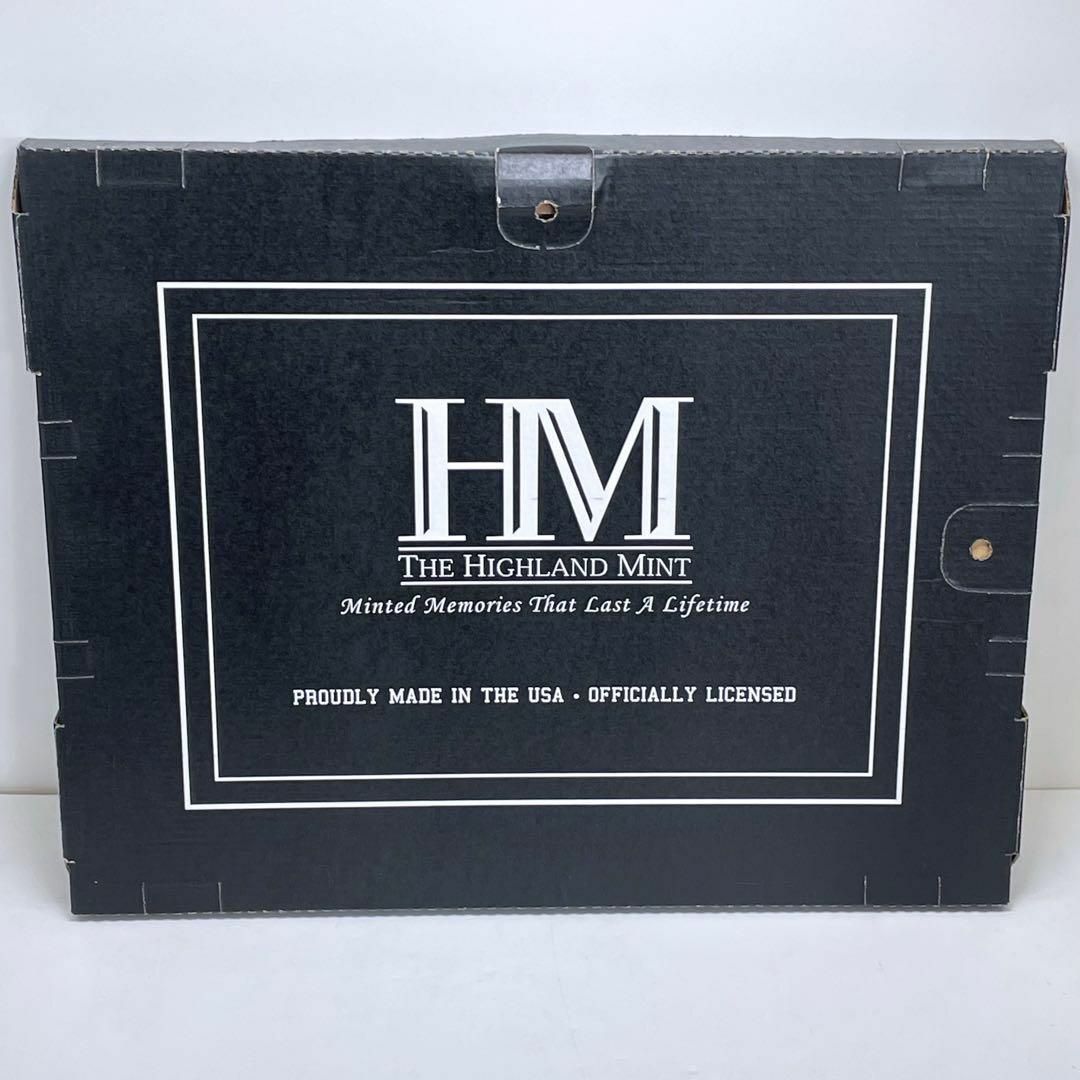 HM
THE HIGHLAND MINT
Minted Memories That Last A Lifetime
PROUDLY MADE IN THE USA • OFFICIALLY LICENSED